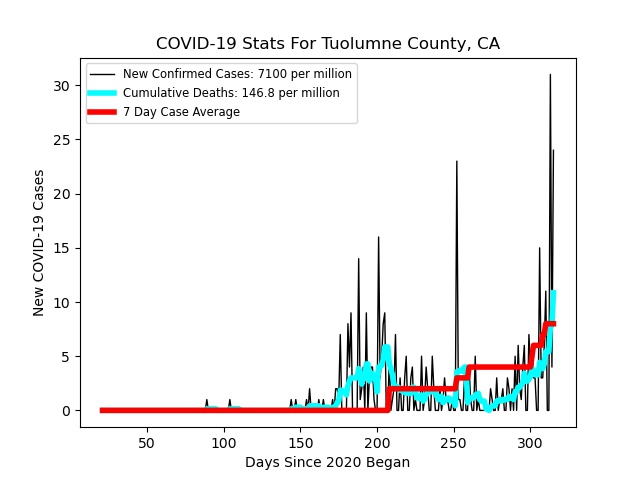 COVID-19 Stats For Tuolumne County, CA
New Confirmed Cases: 7100 per million
Cumulative Deaths: 146.8 per million
7 Day Case Average
New COVID-19 Cases
30
25
20
15
10
5
0
50 100 150 200 250 300
Days Since 2020 Began